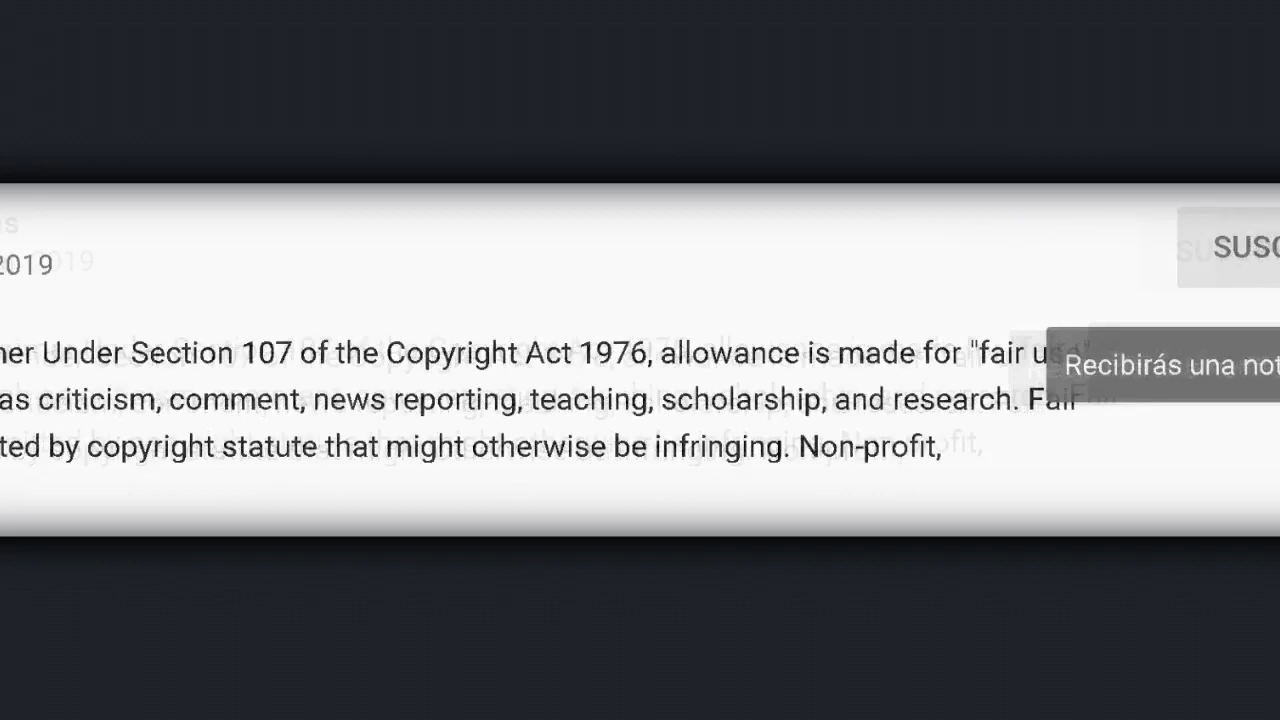 2019
SUSC
her Under Section 107 of the Copyright Act 1976, allowance is made for "fair use"
Recibirás una not
as criticism, comment, news reporting, teaching, scholarship, and research. Fair
ted by copyright statute that might otherwise be infringing. Non-profit,